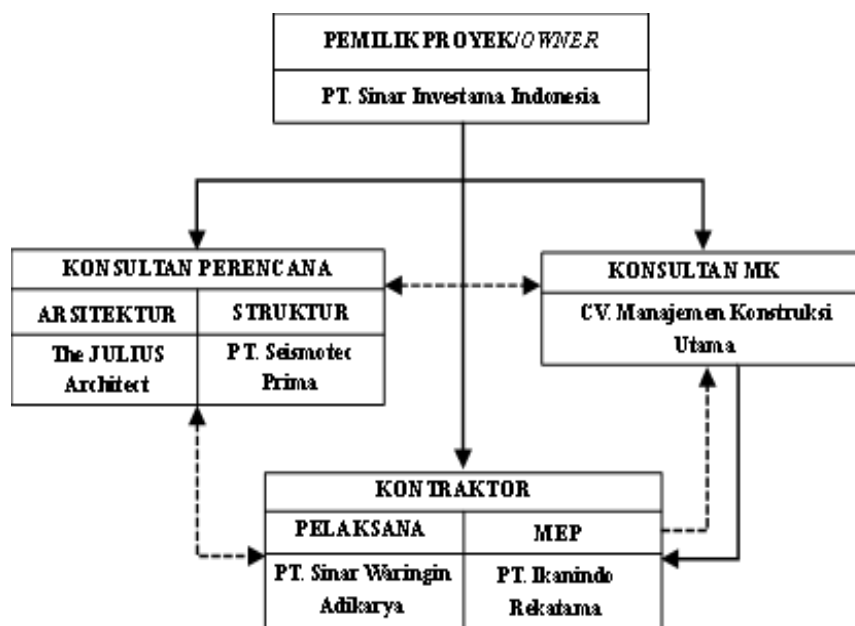 PEMILIK PROYEK/OWNER
PT. Sinar Investama Indonesia
KONSULTAN PERENCANA
ARSITEKTUR
STRUKTUR
The JULIUS
Architect
PT. Seismotec
Prima
KONSULTAN MK
CV. Manajemen Konstruksi
Utama
KONTRAKTOR
PELAKSANA
MEP
PT. Sinar Waringin
Adikarya
PT. Ikanindo
Rekatama